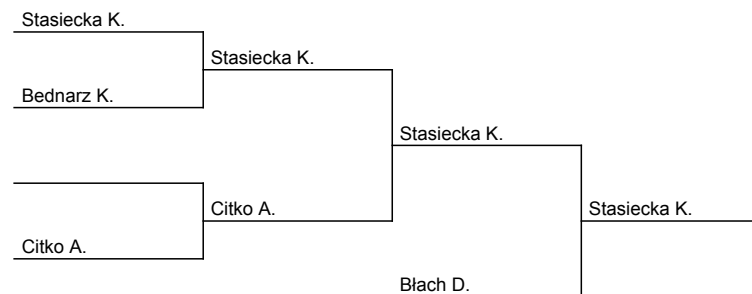 Stasiecka K.
Stasiecka K.
Bednarz K.
Stasiecka K.
Citko A.
Stasiecka K.
Citko A.
Błach D.